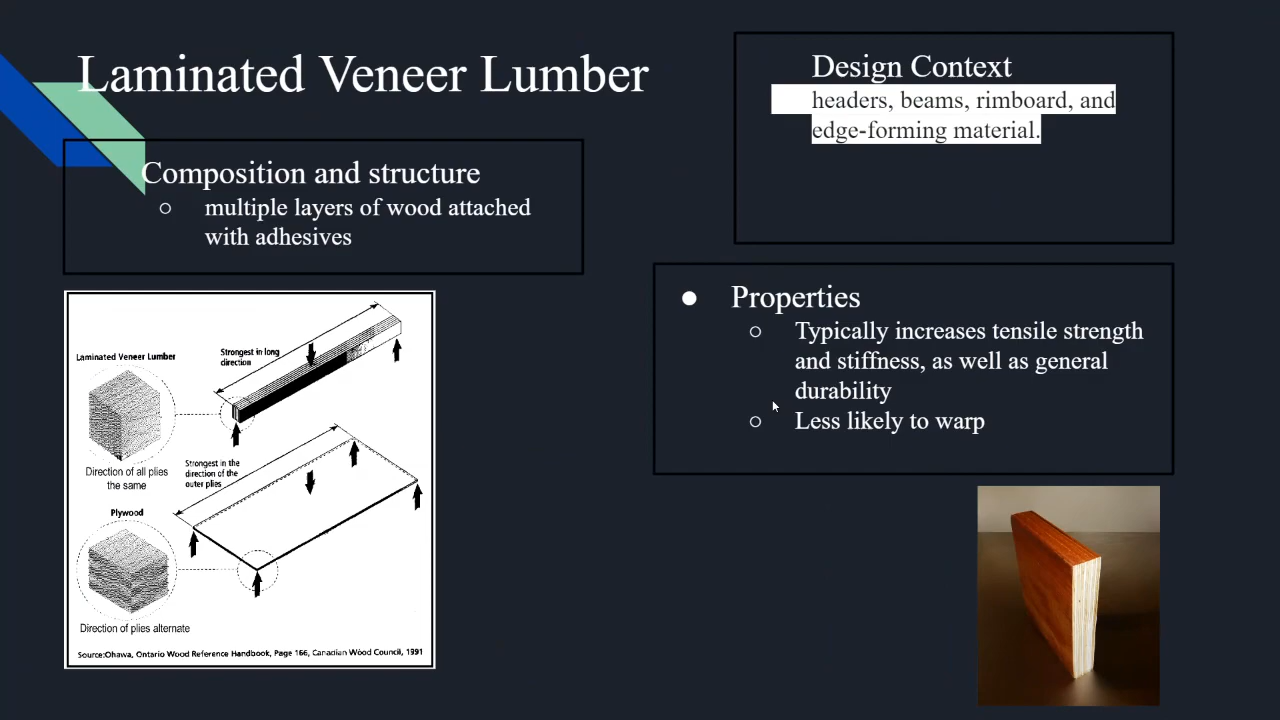 Laminated Veneer Lumber
Composition and structure
○ multiple layers of wood attached
with adhesives
Design Context
headers, beams, rimboard, and
edge-forming material.
● Properties
○ Typically increases tensile strength
and stiffness, as well as general
durability
○ Less likely to warp
Laminated Veneer Lumber
Strongest in long
direction
Direction of all plies
the same
Strongest in the
direction of the
outer plies
Plywood
Direction of plies alternate
Source:Ohawa, Ontario Wood Reference Handbook, Page 166, Canadian Wood Council, 1991